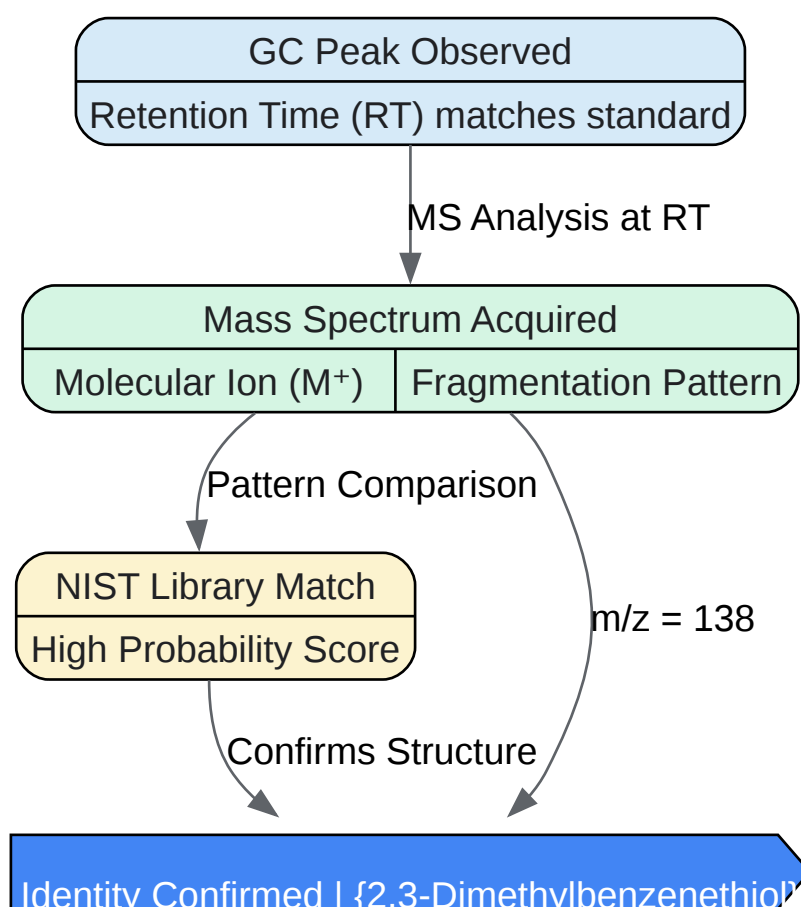 GC Peak Observed
Retention Time (RT) matches standard
MS Analysis at RT
Mass Spectrum Acquired
Molecular Ion (M⁺)
Fragmentation Pattern
Pattern Comparison
NIST Library Match
High Probability Score
m/z = 138
Confirms Structure
Identity Confirmed | {2,3-Dimethylbenzenethiol}